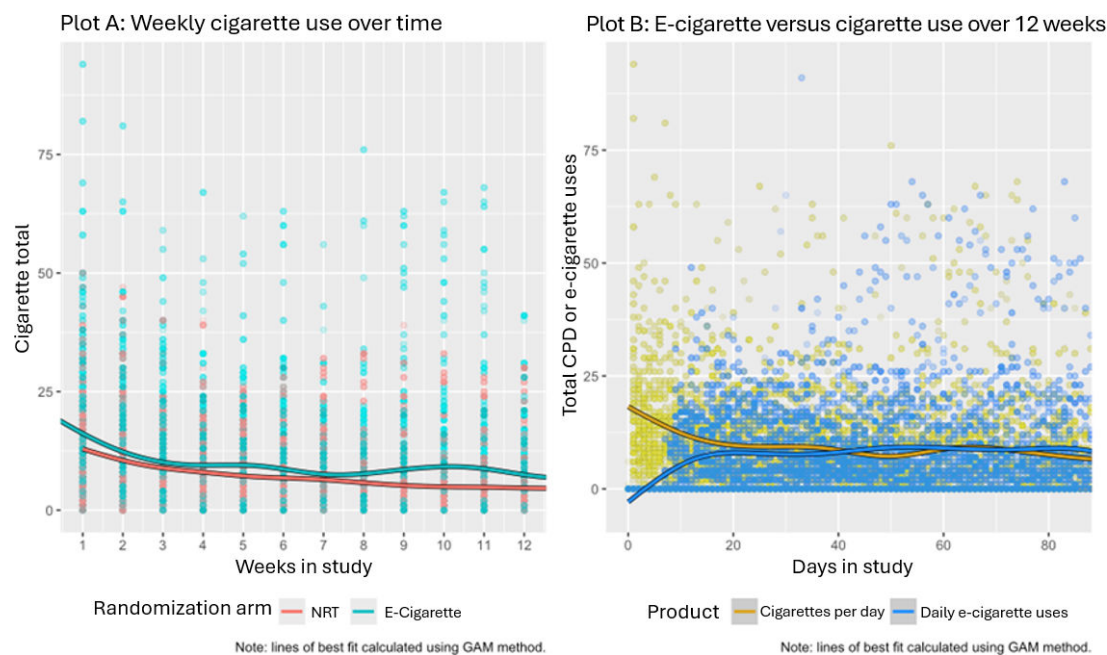 Plot A: Weekly cigarette use over time
Cigarette total
75
50
25
0
1 2 3 4 5 6 7 8 9 10 11 12
Weeks in study
Randomization arm NRT E-Cigarette
Note: lines of best fit calculated using GAM method.
Plot B: E-cigarette versus cigarette use over 12 weeks
Total CPD or e-cigarette uses
75
50
25
0
0 20 40 60 80
Days in study
Product Cigarettes per day Daily e-cigarette uses
Note: lines of best fit calculated using GAM method.